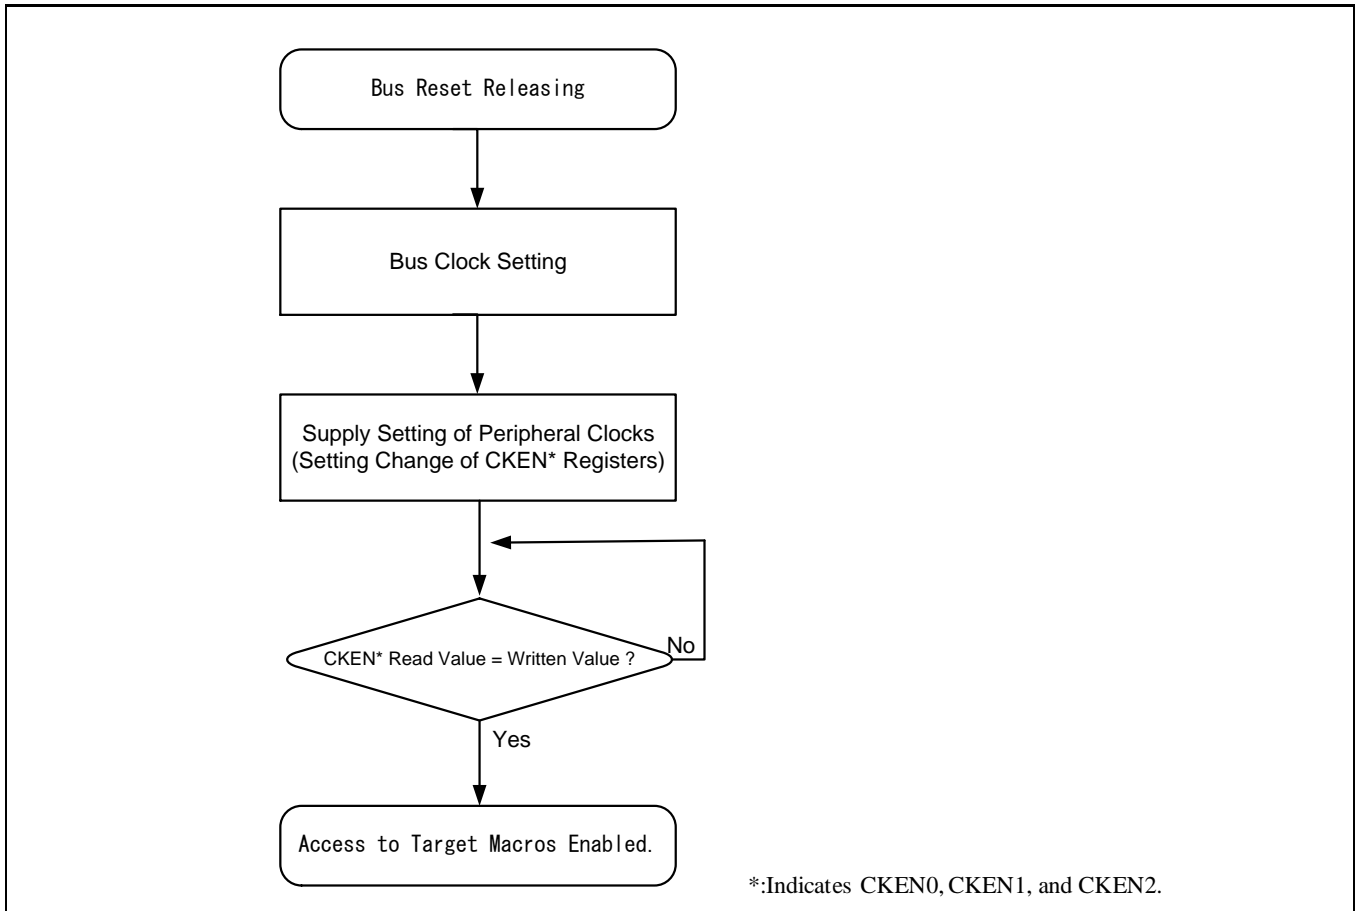 Bus Reset Releasing
Bus Clock Setting
Supply Setting of Peripheral Clocks
(Setting Change of CKEN* Registers)
No
CKEN* Read Value = Written Value ?
Yes
Access to Target Macros Enabled.
*:Indicates CKEN0, CKEN1, and CKEN2.